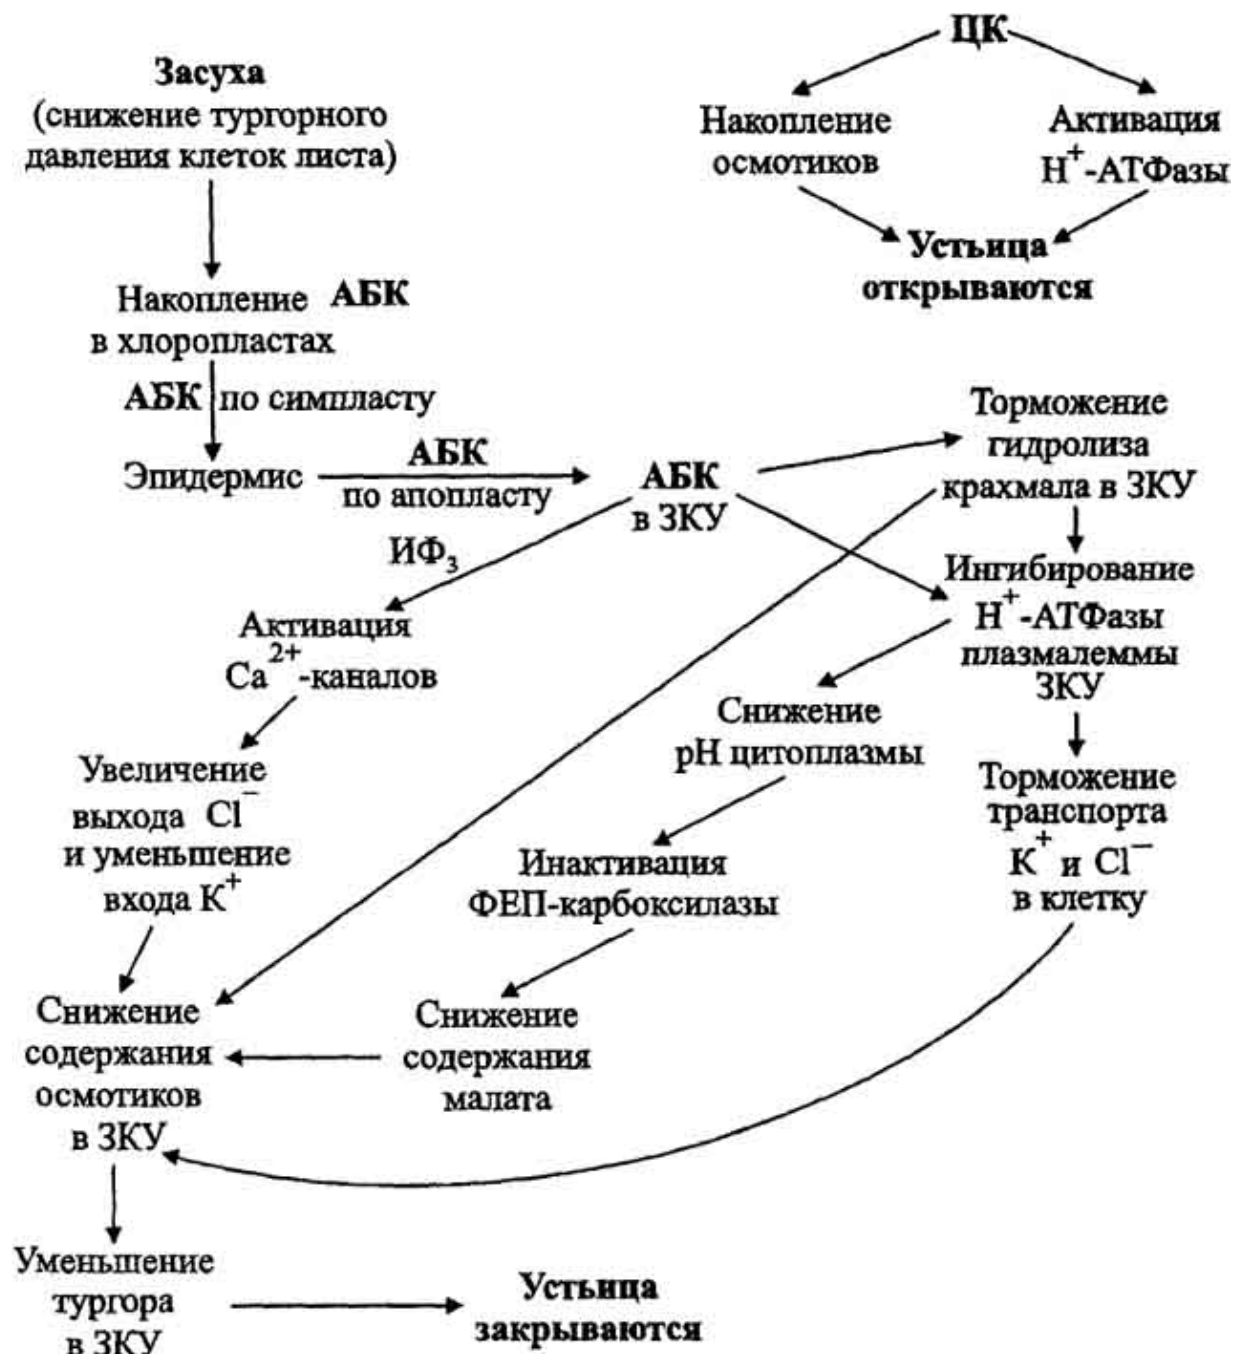 Засуха
(снижение тургорного
давления клеток листа)
Накопление АБК
в хлоропластах
АБК по симпласту
Эпидермис
АБК
по апопласту
АБК
в ЗКУ
ЦК
Накопление
осмотиков
Активация
H⁺-АТФазы
Устьица
открываются
Торможение
гидролиза
крахмала в ЗКУ
Ингибирование
H⁺-АТФазы
плазмалеммы
ЗКУ
Торможение
транспорта
K⁺ и Cl⁻
в клетку
ИФ₃
Активация
Ca²⁺-каналов
Увеличение
выхода Cl⁻
и уменьшение
входа K⁺
Снижение
pH цитоплазмы
Инактивация
ФЕП-карбоксилазы
Снижение
содержания
малата
Снижение
содержания
осмотиков
в ЗКУ
Уменьшение
тургора
в ЗКУ
Устьица
закрываются